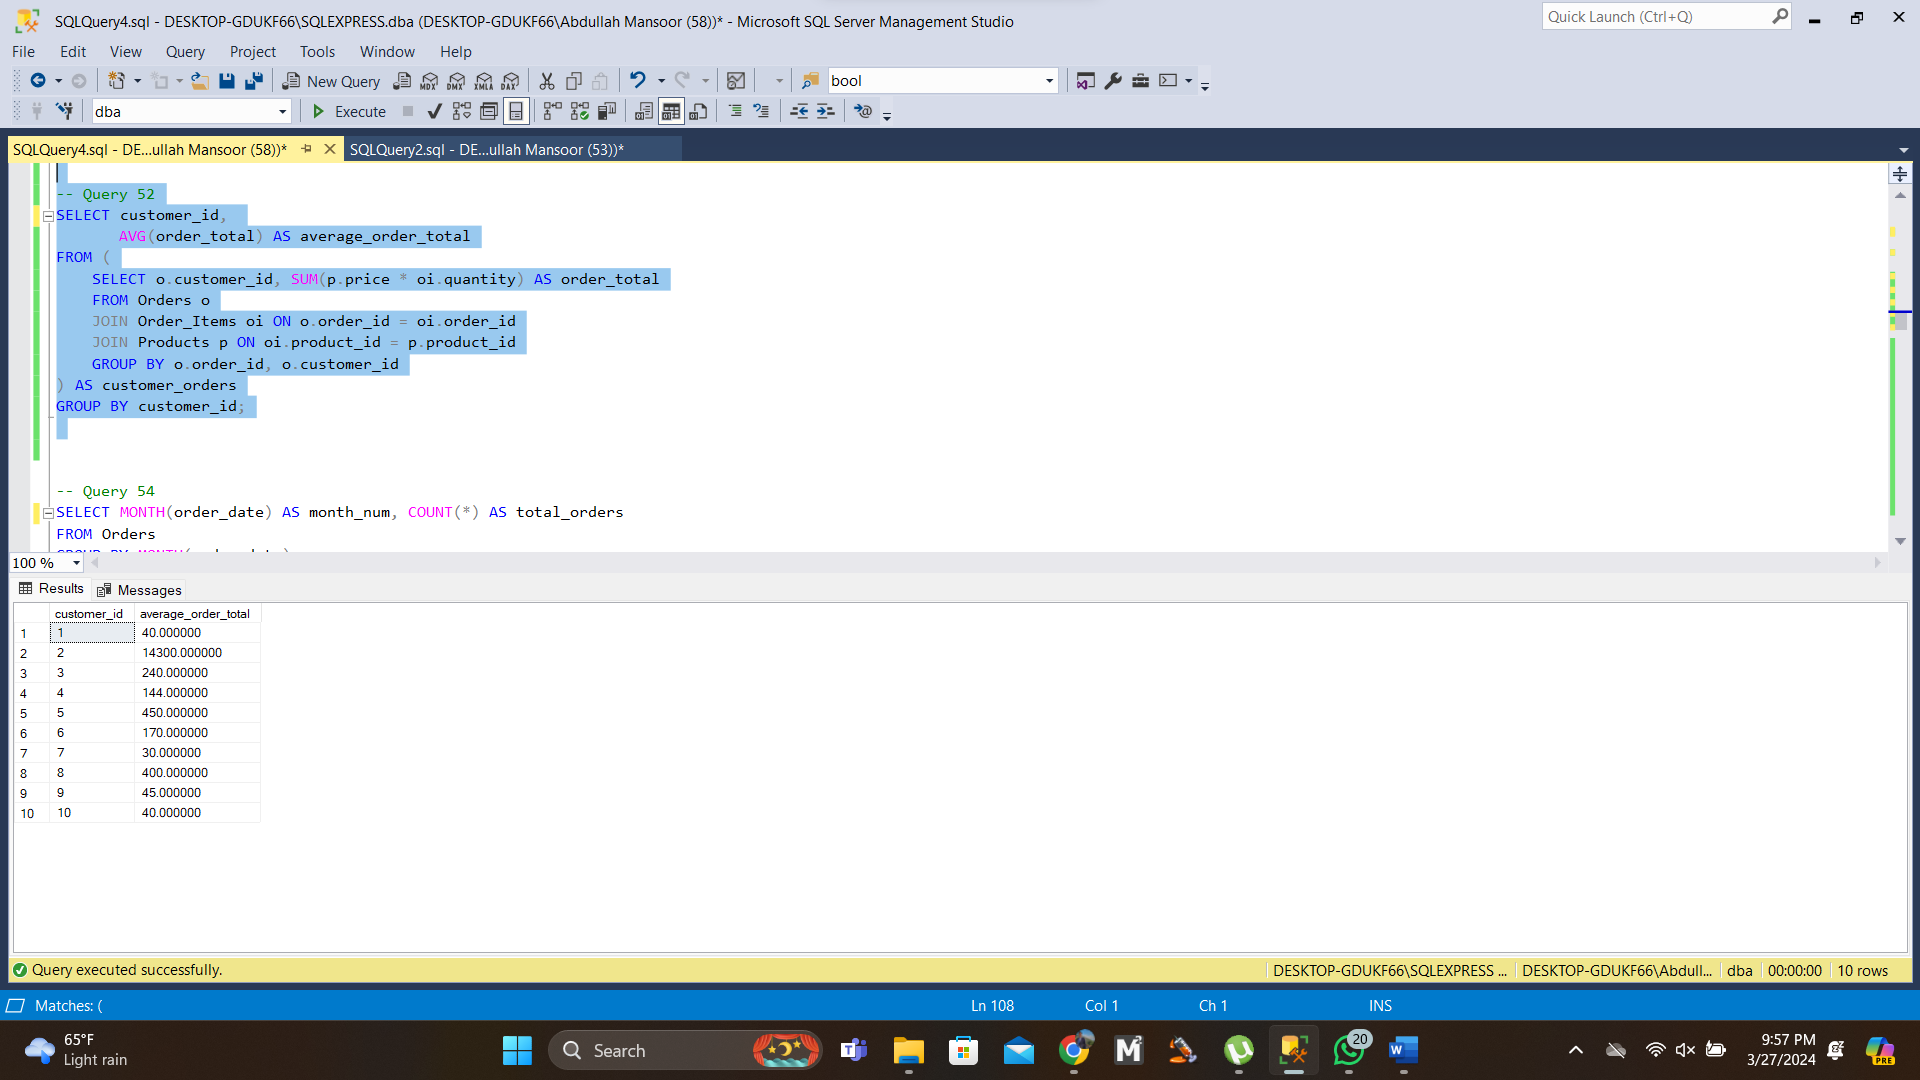 SQLQuery4.sql - DESKTOP-GDUKF66\SQLEXPRESS.dba (DESKTOP-GDUKF66\Abdullah Mansoor (58))* - Microsoft SQL Server Management Studio
Quick Launch (Ctrl+Q)
File Edit View Query Project Tools Window Help
New Query
MDX DMX XMLA DAX
bool
dba
Execute
SQLQuery4.sql - DE...ullah Mansoor (58))*
SQLQuery2.sql - DE...ullah Mansoor (53))*
-- Query 52
SELECT customer_id,
AVG(order_total) AS average_order_total
FROM (
SELECT o.customer_id, SUM(p.price * oi.quantity) AS order_total
FROM Orders o
JOIN Order_Items oi ON o.order_id = oi.order_id
JOIN Products p ON oi.product_id = p.product_id
GROUP BY o.order_id, o.customer_id
) AS customer_orders
GROUP BY customer_id;
-- Query 54
SELECT MONTH(order_date) AS month_num, COUNT(*) AS total_orders
FROM Orders
100 %
Results Messages
customer_id average_order_total
1 1 40.000000
2 2 14300.000000
3 3 240.000000
4 4 144.000000
5 5 450.000000
6 6 170.000000
7 7 30.000000
8 8 400.000000
9 9 45.000000
10 10 40.000000
Query executed successfully.
DESKTOP-GDUKF66\SQLEXPRESS ... DESKTOP-GDUKF66\Abdull... dba 00:00:00 10 rows
Matches: (
Ln 108 Col 1 Ch 1 INS
65°F
Light rain
Search
20
9:57 PM
3/27/2024
PRE